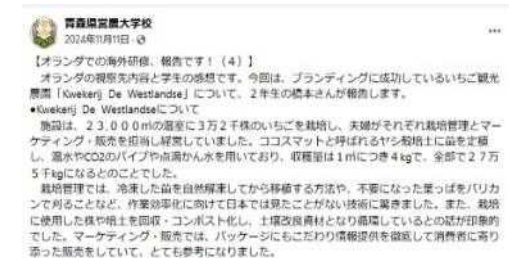 青森県営農大学校
2024年11月11日
【オランダでの海外研修、報告です！（４）】
オランダの視察先内容と学生の感想です。今回は、ブランディングに成功しているいちご観光
農園「Kwekerij De Westlandse」について、２年生の橋本さんが報告します。
●Kwekerij De Westlandseについて
施設は、２３,０００㎡の温室に３万２千株のいちごを栽培し、夫婦がそれぞれ栽培管理とマー
ケティング・販売を担当し経営していました。ココスマットと呼ばれるヤシ殻培土に苗を定植
し、温水やCO2のパイプや点滴かん水を用いており、収穫量は１㎡につき４kgで、全部で２７万
５千kgになるとのことでした。
栽培管理では、冷凍した苗を自然解凍してから移植する方法や、不要になった葉っぱをバリカ
ンで刈ることなど、作業効率化に向けて日本では見たことがない技術に驚きました。また、栽培
に使用した株や培土を回収・コンポスト化し、土壌改良資材となり循環しているとの話が印象的
でした。マーケティング・販売では、パッケージにもこだわり情報提供を徹底して消費者に寄り
添った販売をしていて、とても参考になりました。